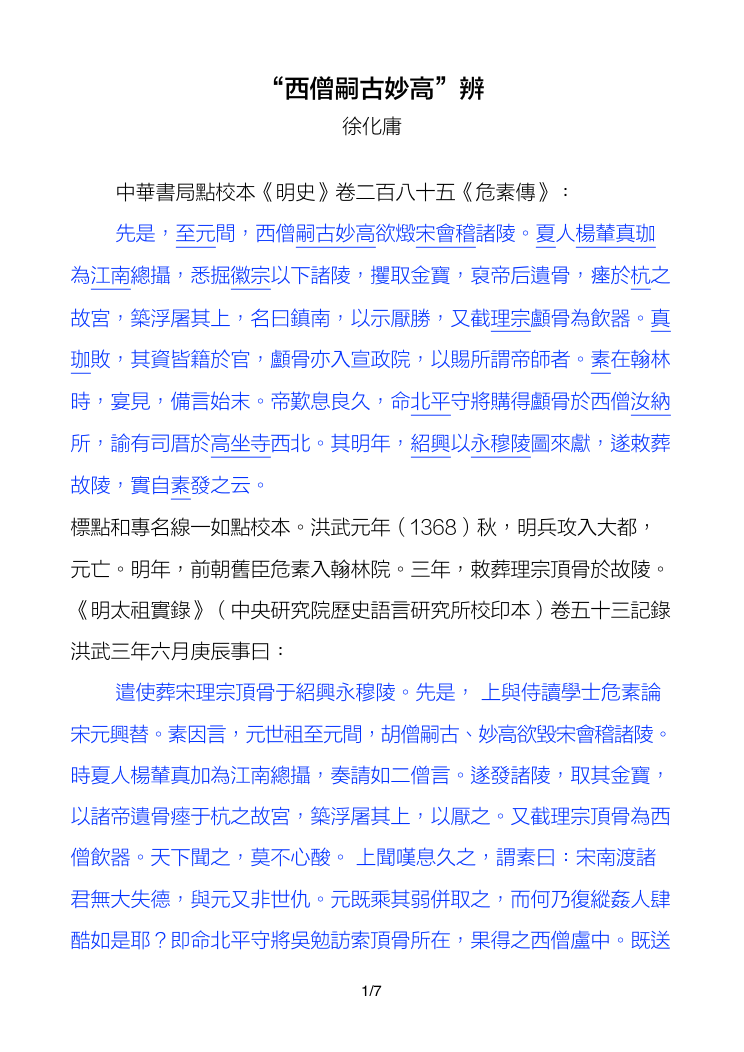 “西僧嗣古妙高”辨
徐化庸
中華書局點校本《明史》卷二百八十五《危素傳》：
先是，至元間，西僧嗣古妙高欲燬宋會稽諸陵。夏人楊輦真珈
為江南總攝，悉掘徽宗以下諸陵，攫取金寶，裒帝后遺骨，瘞於杭之
故宮，築浮屠其上，名曰鎮南，以示厭勝，又截理宗顱骨為飲器。真
珈敗，其資皆籍於官，顱骨亦入宣政院，以賜所謂帝師者。素在翰林
時，宴見，備言始末。帝歎息良久，命北平守將購得顱骨於西僧汝納
所，諭有司厝於高坐寺西北。其明年，紹興以永穆陵圖來獻，遂敕葬
故陵，實自素發之云。
標點和專名線一如點校本。洪武元年（1368）秋，明兵攻入大都，
元亡。明年，前朝舊臣危素入翰林院。三年，敕葬理宗頂骨於故陵。
《明太祖實錄》（中央研究院歷史語言研究所校印本）卷五十三記錄
洪武三年六月庚辰事曰：
遣使葬宋理宗頂骨于紹興永穆陵。先是， 上與侍讀學士危素論
宋元興替。素因言，元世祖至元間，胡僧嗣古、妙高欲毀宋會稽諸陵。
時夏人楊輦真加為江南總攝，奏請如二僧言。遂發諸陵，取其金寶，
以諸帝遺骨瘞于杭之故宮，築浮屠其上，以厭之。又截理宗頂骨為西
僧飲器。天下聞之，莫不心酸。 上聞嘆息久之，謂素曰：宋南渡諸
君無大失德，與元又非世仇。元既乘其弱併取之，而何乃復縱姦人肆
酷如是耶？即命北平守將吳勉訪索頂骨所在，果得之西僧盧中。既送
1/7